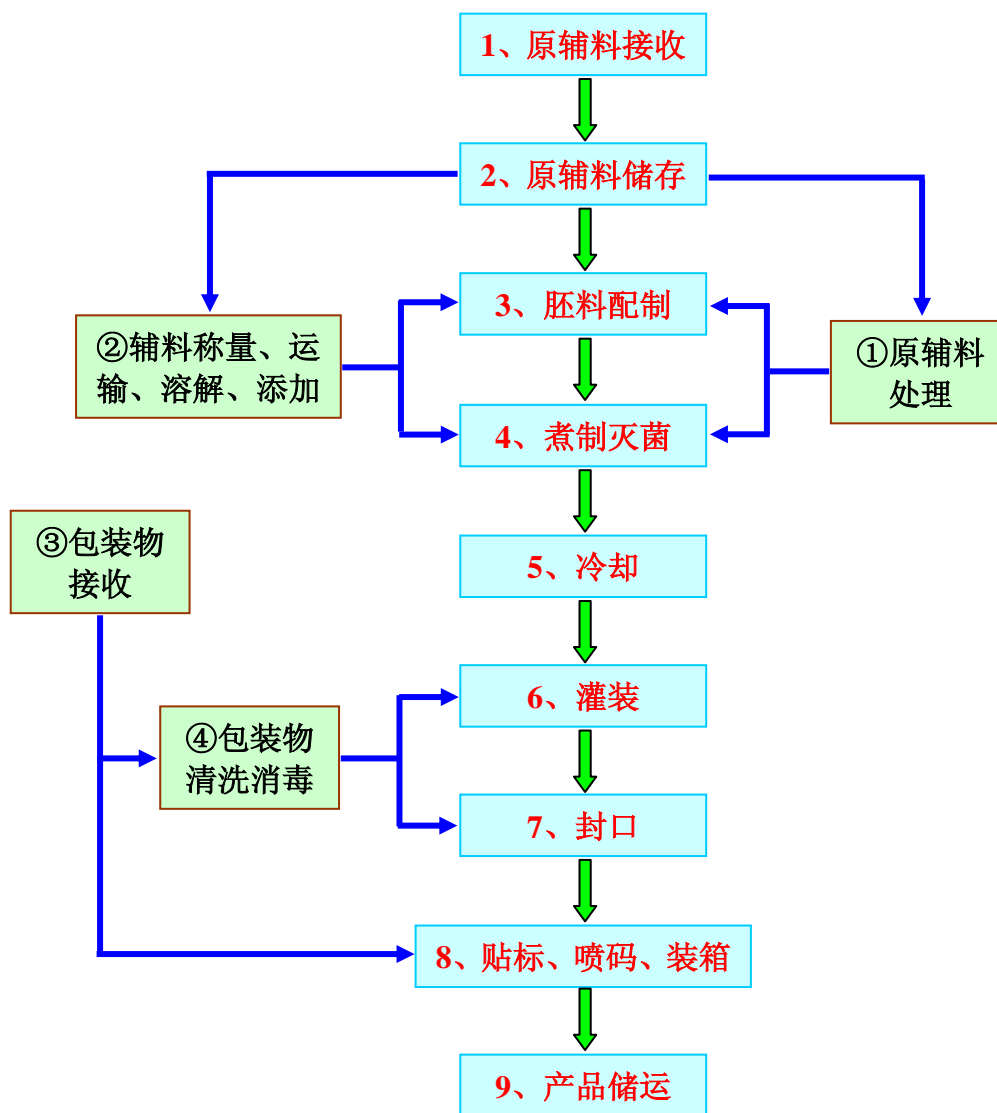 1、原辅料接收
2、原辅料储存
3、胚料配制
②辅料称量、运
输、溶解、添加
①原辅料
处理
4、煮制灭菌
③包装物
接收
5、冷却
6、灌装
④包装物
清洗消毒
7、封口
8、贴标、喷码、装箱
9、产品储运